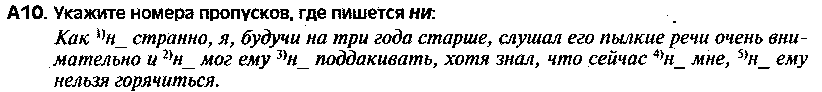 А10. Укажите номера пропусков, где пишется ни:
Как ¹⁾н_ странно, я, будучи на три года старше, слушал его пылкие речи очень вни-
мательно и ²⁾н_ мог ему ³⁾н_ поддакивать, хотя знал, что сейчас ⁴⁾н_ мне, ⁵⁾н_ ему
нельзя горячиться.